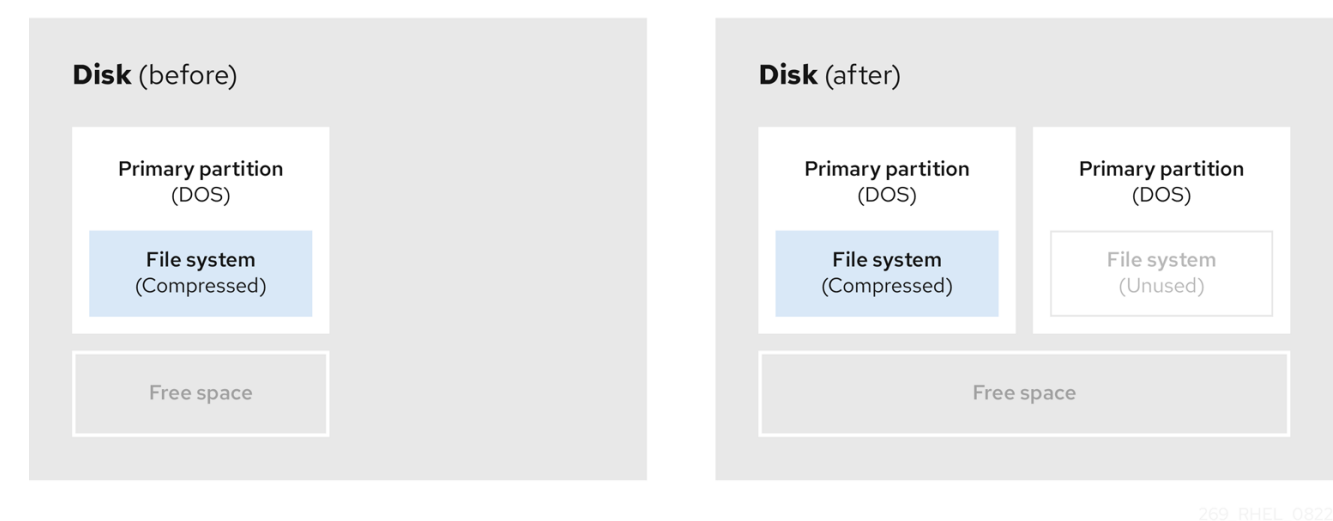 Disk (before)
Primary partition
(DOS)
File system
(Compressed)
Free space
Disk (after)
Primary partition
(DOS)
File system
(Compressed)
Primary partition
(DOS)
File system
(Unused)
Free space
269_RHEL_0822